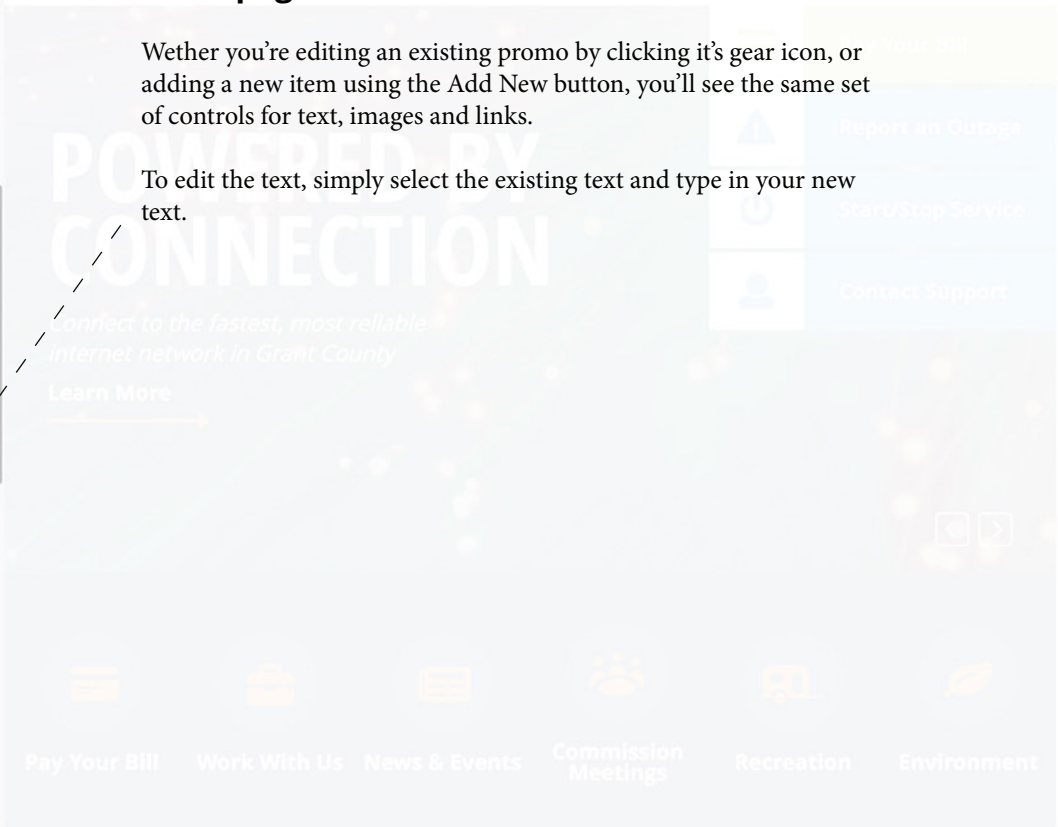 Wether you're editing an existing promo by clicking it's gear icon, or
adding a new item using the Add New button, you'll see the same set
of controls for text, images and links.
To edit the text, simply select the existing text and type in your new
text.
POWERED BY
CONNECTION
Connect to the fastest, most reliable
internet network in Grant County
Learn More
Your Bill
Report an Outage
Start/Stop Service
Contact Support
Pay Your Bill
Work With Us
News & Events
Commission
Meetings
Recreation
Environment